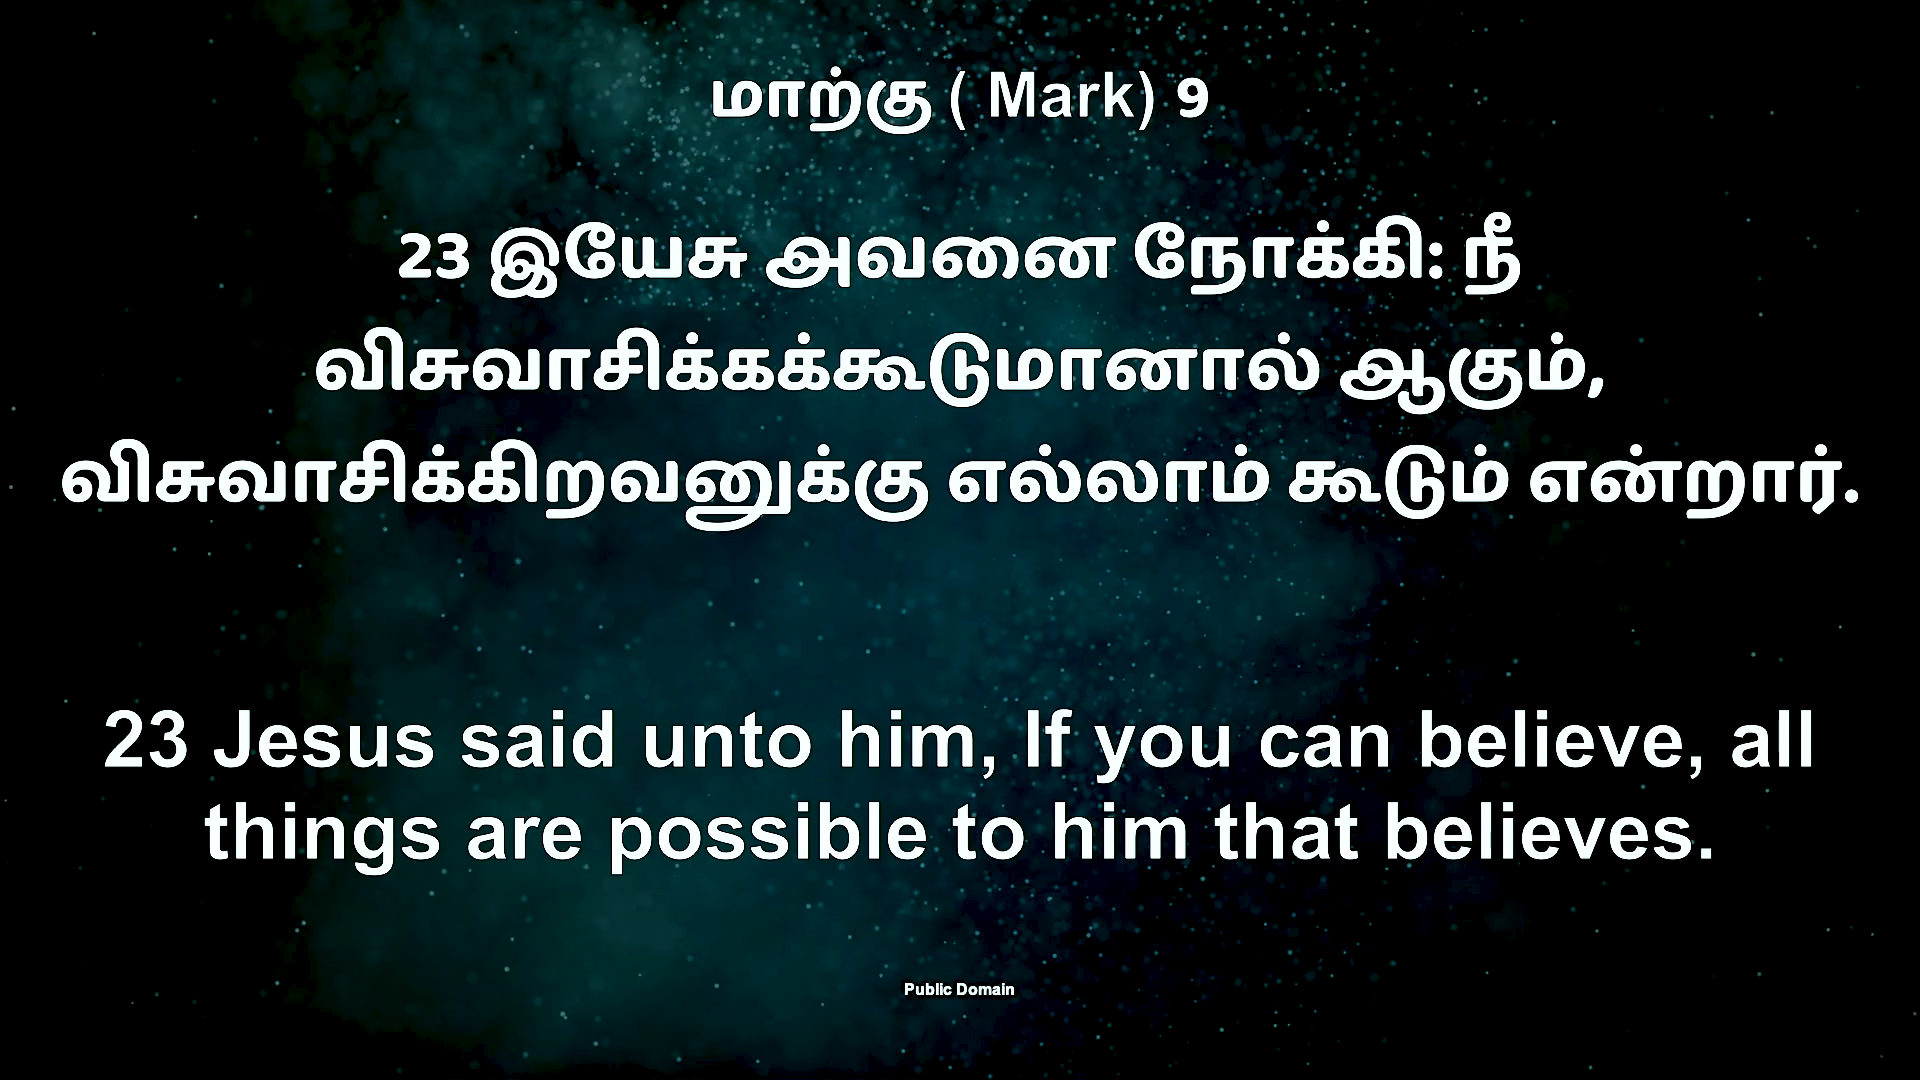 மாற்கு ( Mark) 9
23 இயேசு அவனை நோக்கி: நீ
விசுவாசிக்கக்கூடுமானால் ஆகும்,
விசுவாசிக்கிறவனுக்கு எல்லாம் கூடும் என்றார்.
23 Jesus said unto him, If you can believe, all
things are possible to him that believes.
Public Domain